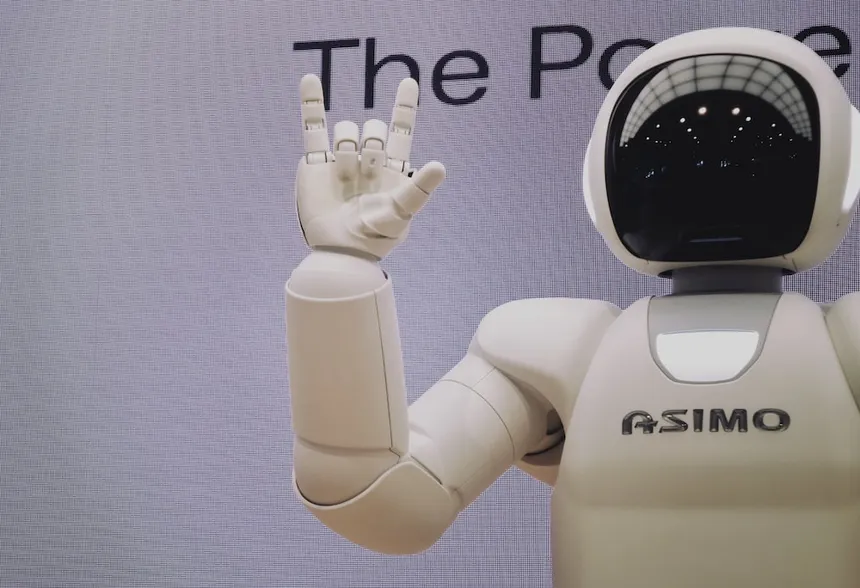 The
ASIMO